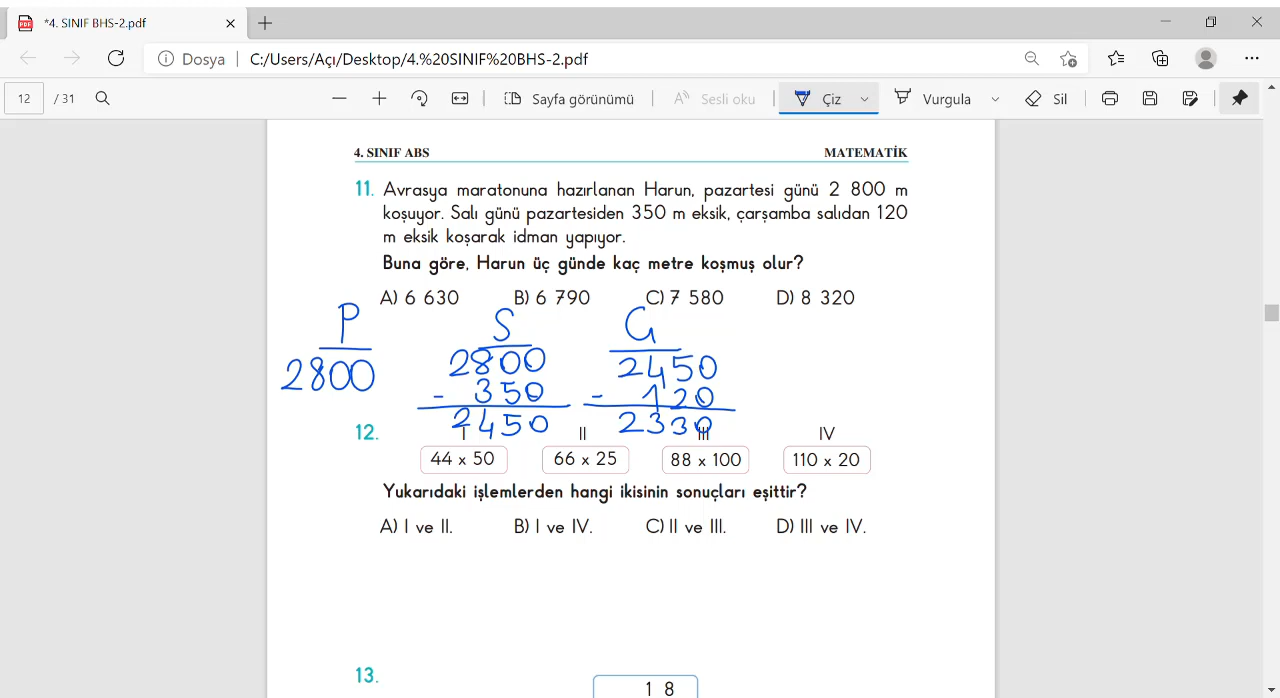 *4. SINIF BHS-2.pdf
Dosya | C:/Users/Açı/Desktop/4.%20SINIF%20BHS-2.pdf
12 / 31 Sayfa görünümü Sesli oku Çiz Vurgula Sil
4. SINIF ABS MATEMATİK
11. Avrasya maratonuna hazırlanan Harun, pazartesi günü 2 800 m
koşuyor. Salı günü pazartesiden 350 m eksik, çarşamba salıdan 120
m eksik koşarak idman yapıyor.
Buna göre, Harun üç günde kaç metre koşmuş olur?
A) 6 630 B) 6 790 C) 7 580 D) 8 320
P S Ç
2800 2800 2450
- 350 - 120
2450 2330
12. I II III IV
44 x 50 66 x 25 88 x 100 110 x 20
Yukarıdaki işlemlerden hangi ikisinin sonuçları eşittir?
A) I ve II. B) I ve IV. C) II ve III. D) III ve IV.
13.
1 8